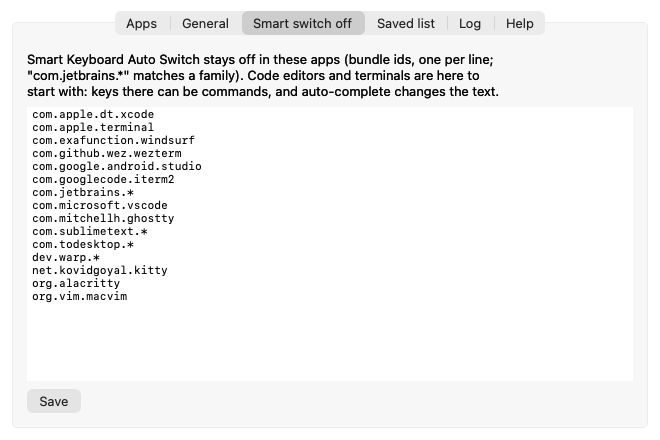 Apps
General
Smart switch off
Saved list
Log
Help
Smart Keyboard Auto Switch stays off in these apps (bundle ids, one per line;
"com.jetbrains.*" matches a family). Code editors and terminals are here to
start with: keys there can be commands, and auto-complete changes the text.
com.apple.dt.xcode
com.apple.terminal
com.exafunction.windsurf
com.github.wez.wezterm
com.google.android.studio
com.googlecode.iterm2
com.jetbrains.*
com.microsoft.vscode
com.mitchellh.ghostty
com.sublimetext.*
com.todesktop.*
dev.warp.*
net.kovidgoyal.kitty
org.alacritty
org.vim.macvim
Save